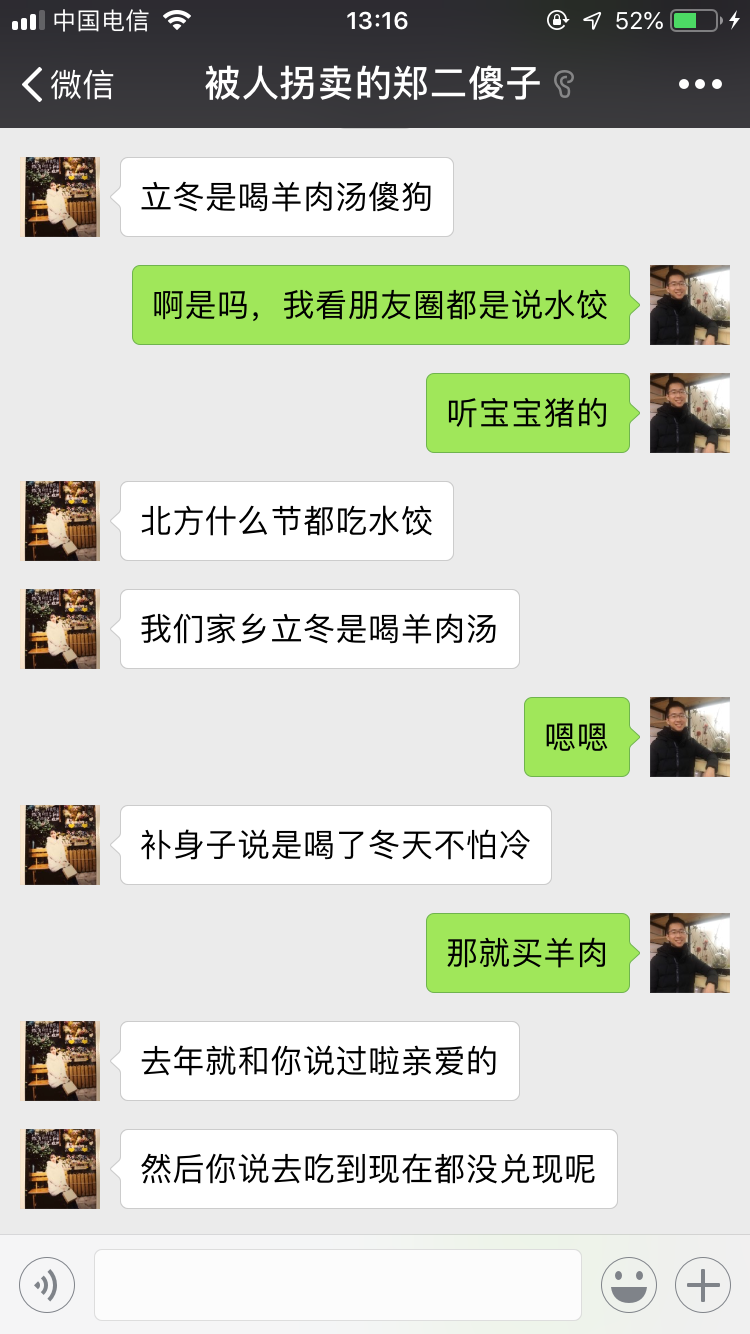 中国电信
13:16
52%
微信
被人拐卖的郑二傻子
立冬是喝羊肉汤傻狗
啊是吗，我看朋友圈都是说水饺
听宝宝猪的
北方什么节都吃水饺
我们家乡立冬是喝羊肉汤
嗯嗯
补身子说是喝了冬天不怕冷
那就买羊肉
去年就和你说过啦亲爱的
然后你说去吃到现在都没兑现呢